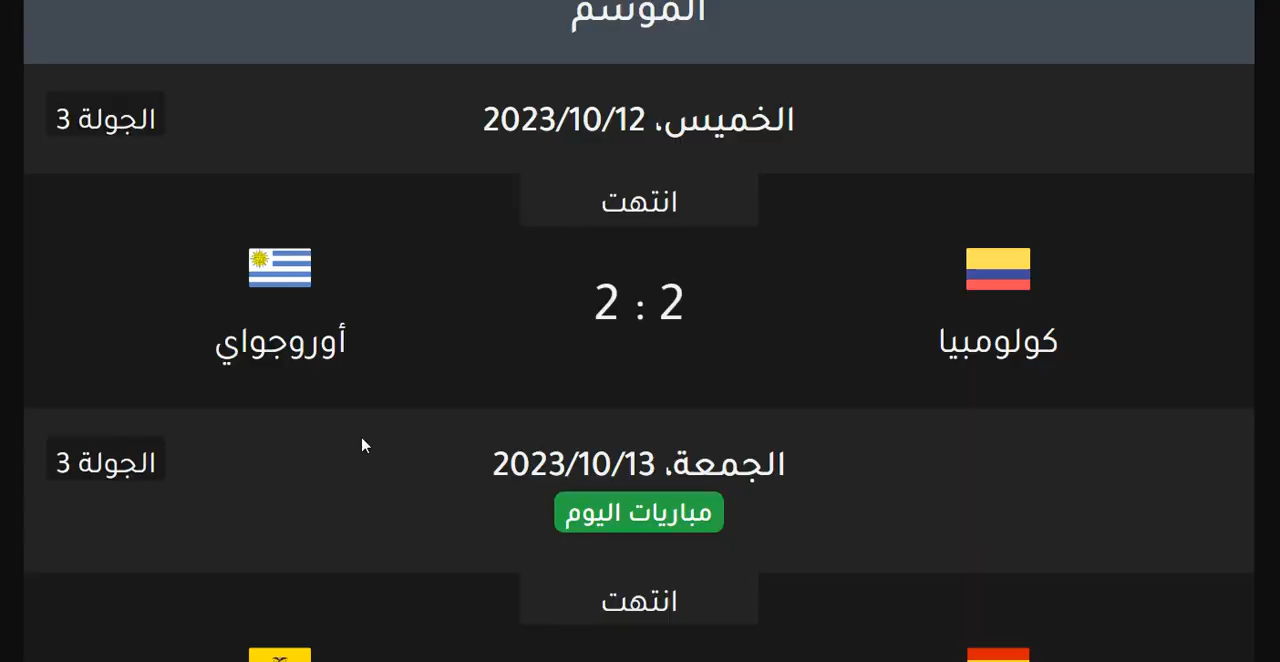 الموسم
الخميس، 2023/10/12
الجولة 3
انتهت
كولومبيا
2 : 2
أوروجواي
الجمعة، 2023/10/13
الجولة 3
مباريات اليوم
انتهت